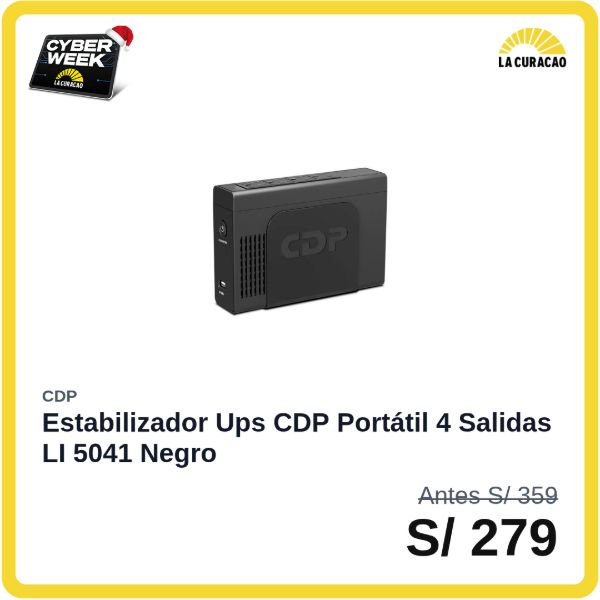 CYBER
WEEK
LA CURACAO
LA CURACAO
CDP
CDP
Estabilizador Ups CDP Portátil 4 Salidas
LI 5041 Negro
Antes S/ 359
S/ 279